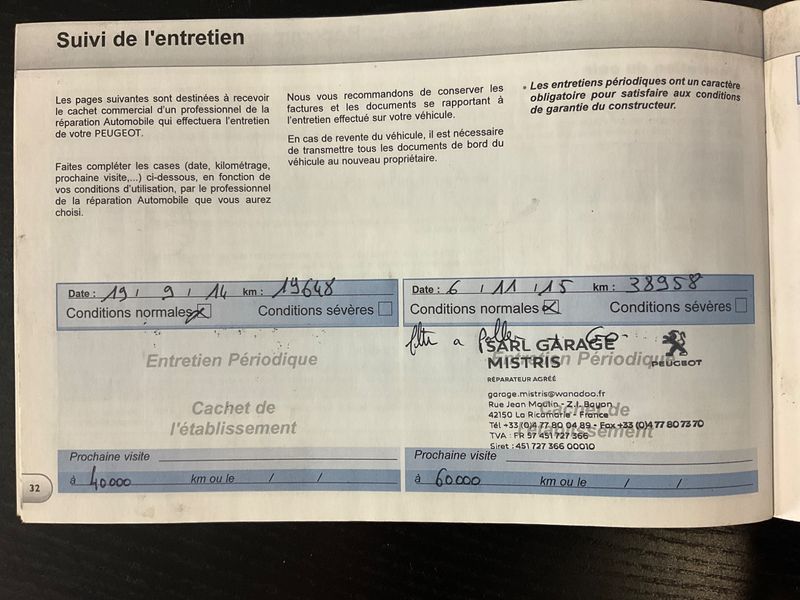 Suivi de l'entretien
Les pages suivantes sont destinées à recevoir
le cachet commercial d'un professionnel de la
réparation Automobile qui effectuera l'entretien
de votre PEUGEOT.
Faites compléter les cases (date, kilométrage,
prochaine visite,...) ci-dessous, en fonction de
vos conditions d'utilisation, par le professionnel
de la réparation Automobile que vous aurez
choisi.
Nous vous recommandons de conserver les
factures et les documents se rapportant à
l'entretien effectué sur votre véhicule.
En cas de revente du véhicule, il est nécessaire
de transmettre tous les documents de bord du
véhicule au nouveau propriétaire.
• Les entretiens périodiques ont un caractère
obligatoire pour satisfaire aux conditions
de garantie du constructeur.
Date : 19 / 9 / 14 km : 19648
Conditions normales Conditions sévères
Entretien Périodique
Cachet de
l'établissement
Prochaine visite
à 40000 km ou le / /
Date : 6 / 11 / 15 km : 38958
Conditions normales Conditions sévères
a
Entretien Périodique
SARL GARAGE
MISTRIS
PEUGEOT
RÉPARATEUR AGRÉÉ
garage.mistris@wanadoo.fr
Rue Jean Moulin - Z.I. Bayon
42150 La Ricamarie - France
Tél +33 (0)4 77 80 04 89 - Fax +33 (0)4 77 80 73 70
TVA : FR 57 451 727 366
Siret : 451 727 366 00010
Cachet de
l'établissement
Prochaine visite
à 60000 km ou le / /
32